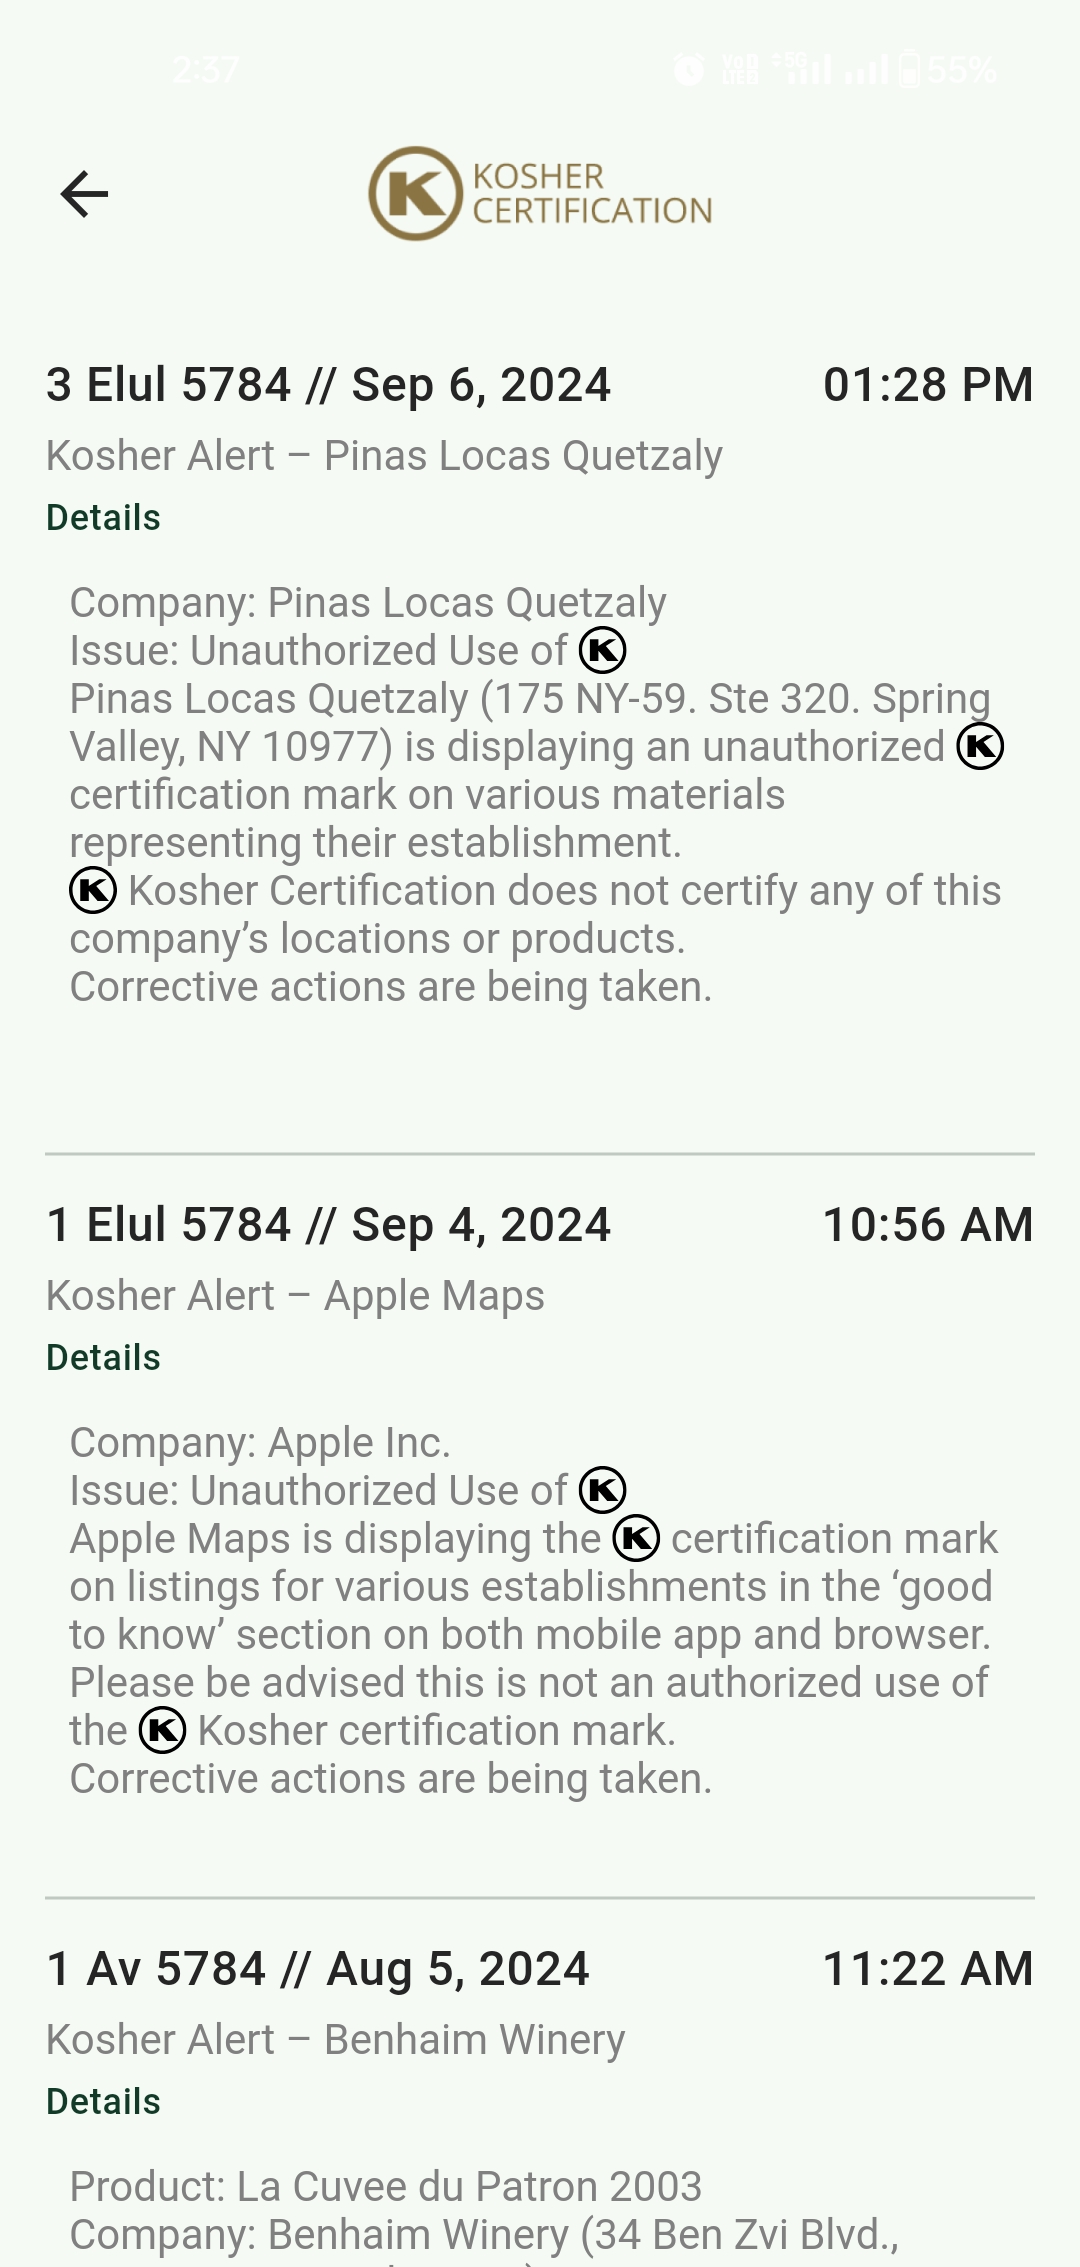 2:37
Vo LTE 5G 55%
K KOSHER
CERTIFICATION
3 Elul 5784 // Sep 6, 2024 01:28 PM
Kosher Alert – Pinas Locas Quetzaly
Details
Company: Pinas Locas Quetzaly
Issue: Unauthorized Use of K
Pinas Locas Quetzaly (175 NY-59. Ste 320. Spring
Valley, NY 10977) is displaying an unauthorized K
certification mark on various materials
representing their establishment.
K Kosher Certification does not certify any of this
company’s locations or products.
Corrective actions are being taken.
1 Elul 5784 // Sep 4, 2024 10:56 AM
Kosher Alert – Apple Maps
Details
Company: Apple Inc.
Issue: Unauthorized Use of K
Apple Maps is displaying the K certification mark
on listings for various establishments in the ‘good
to know’ section on both mobile app and browser.
Please be advised this is not an authorized use of
the K Kosher certification mark.
Corrective actions are being taken.
1 Av 5784 // Aug 5, 2024 11:22 AM
Kosher Alert – Benhaim Winery
Details
Product: La Cuvee du Patron 2003
Company: Benhaim Winery (34 Ben Zvi Blvd.,